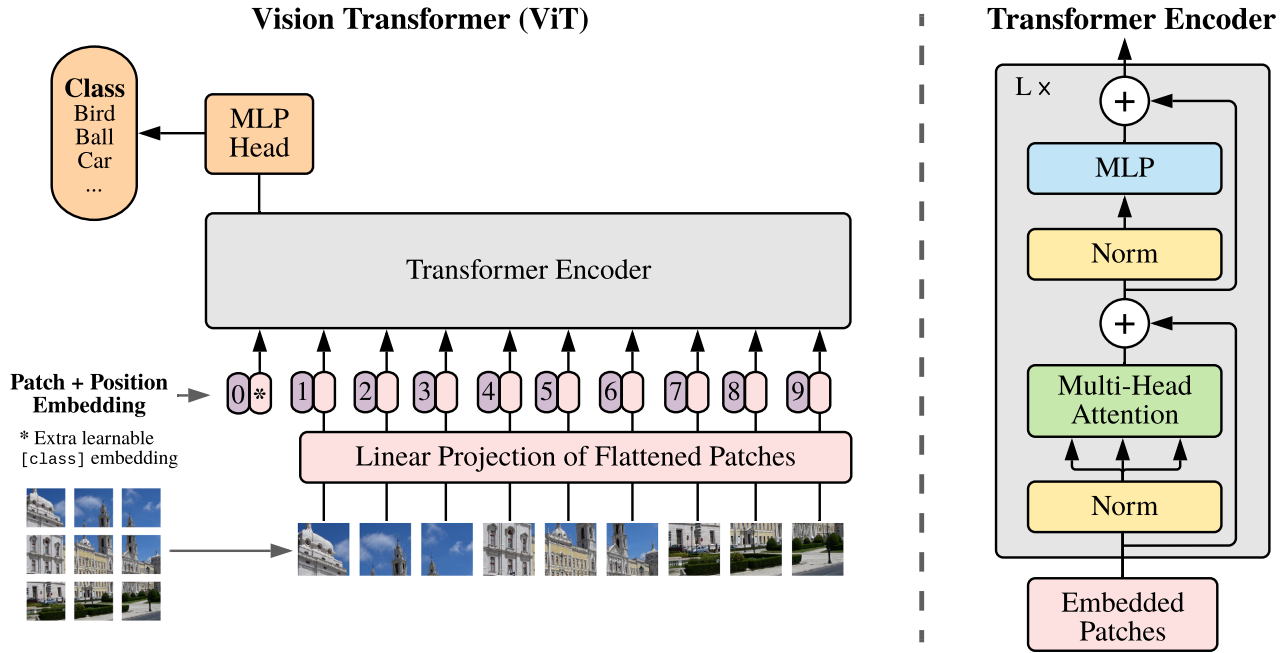 Vision Transformer (ViT)
Class
Bird
Ball
Car
...
MLP
Head
Transformer Encoder
Patch + Position
Embedding
0 * 1 2 3 4 5 6 7 8 9
* Extra learnable
[class] embedding
Linear Projection of Flattened Patches
Transformer Encoder
L x
+
MLP
Norm
+
Multi-Head
Attention
Norm
Embedded
Patches